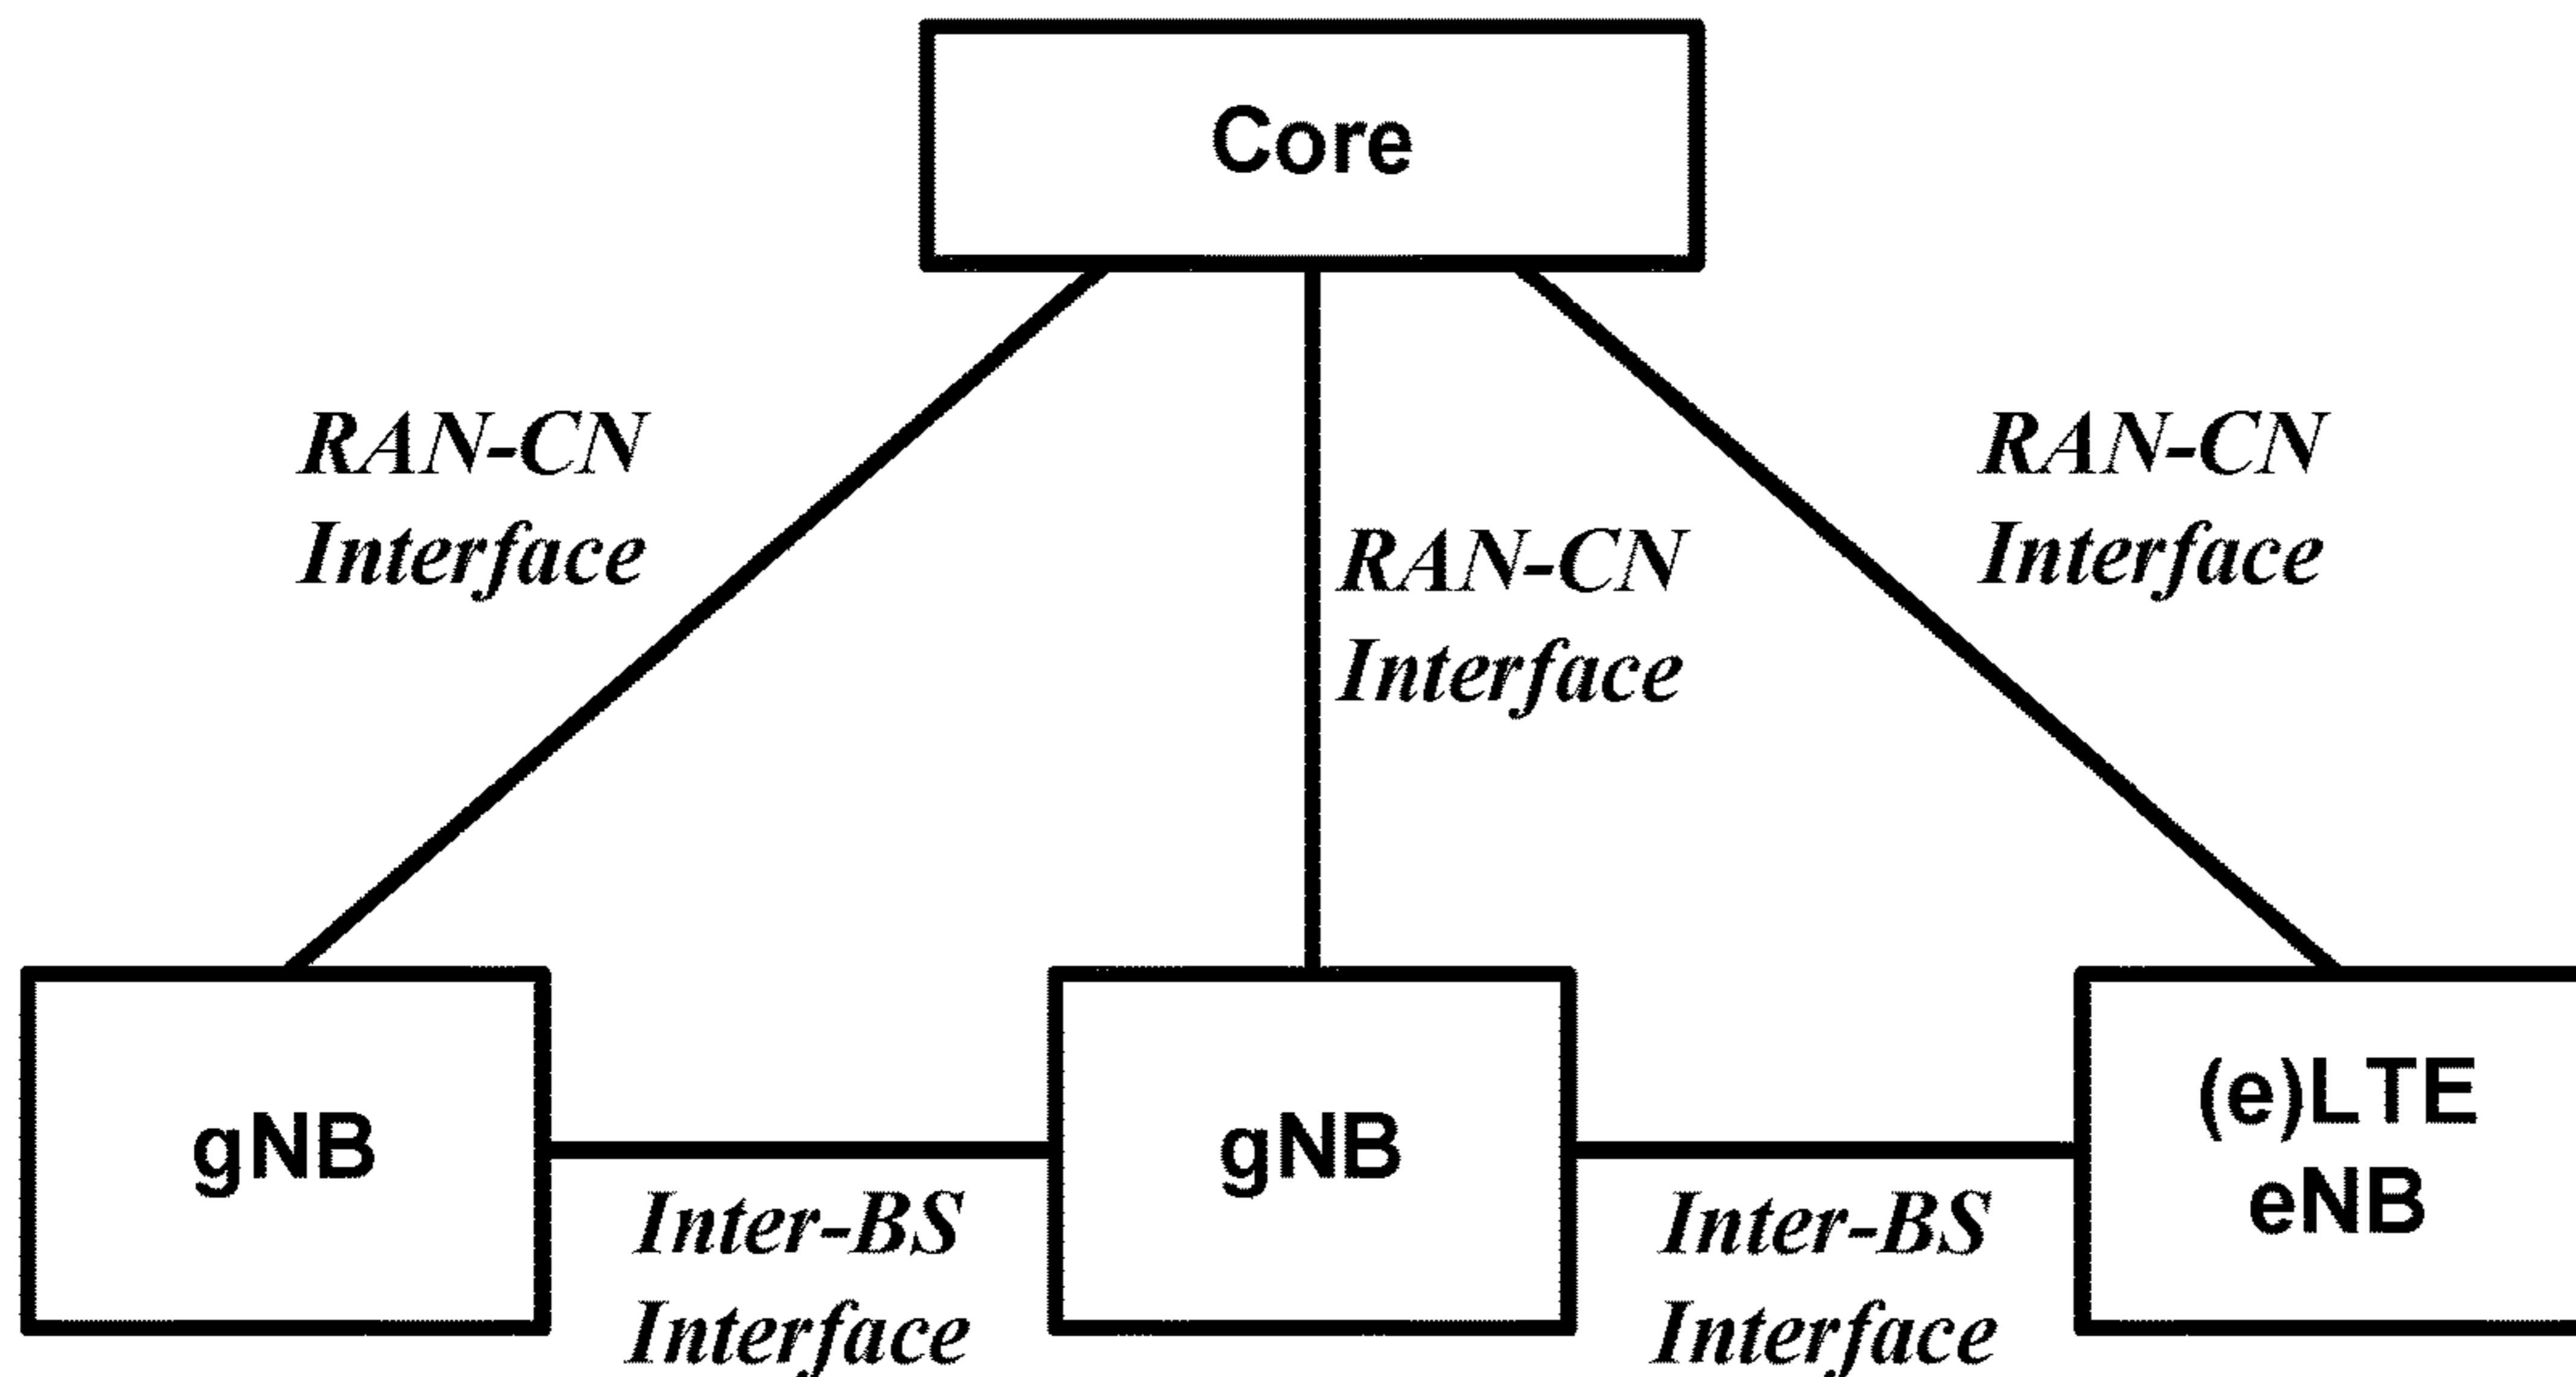 Core
RAN-CN
Interface
RAN-CN
Interface
RAN-CN
Interface
gNB
gNB
(e)LTE
eNB
Inter-BS
Interface
Inter-BS
Interface